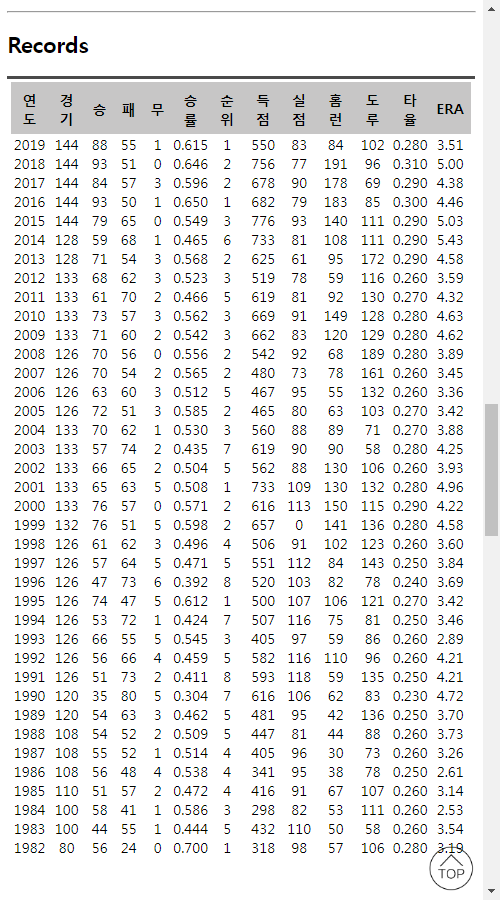 Records
연도 경기 승 패 무 승률 순위 득점 실점 홈런 도루 타율 ERA
2019 144 88 55 1 0.615 1 550 83 84 102 0.280 3.51
2018 144 93 51 0 0.646 2 756 77 191 96 0.310 5.00
2017 144 84 57 3 0.596 2 678 90 178 69 0.290 4.38
2016 144 93 50 1 0.650 1 682 79 183 85 0.300 4.46
2015 144 79 65 0 0.549 3 776 93 140 111 0.290 5.03
2014 128 59 68 1 0.465 6 733 81 108 111 0.290 5.43
2013 128 71 54 3 0.568 2 625 61 95 172 0.290 4.58
2012 133 68 62 3 0.523 3 519 78 59 116 0.260 3.59
2011 133 61 70 2 0.466 5 619 81 92 130 0.270 4.32
2010 133 73 57 3 0.562 3 669 91 149 128 0.280 4.63
2009 133 71 60 2 0.542 3 662 83 120 129 0.280 4.62
2008 126 70 56 0 0.556 2 542 92 68 189 0.280 3.89
2007 126 70 54 2 0.565 2 480 73 78 161 0.260 3.45
2006 126 63 60 3 0.512 5 467 95 55 132 0.260 3.36
2005 126 72 51 3 0.585 2 465 80 63 103 0.270 3.42
2004 133 70 62 1 0.530 3 560 88 89 71 0.270 3.88
2003 133 57 74 2 0.435 7 619 90 90 58 0.280 4.25
2002 133 66 65 2 0.504 5 562 88 130 106 0.260 3.93
2001 133 65 63 5 0.508 1 733 109 130 132 0.280 4.96
2000 133 76 57 0 0.571 2 616 113 150 115 0.290 4.22
1999 132 76 51 5 0.598 2 657 0 141 136 0.280 4.58
1998 126 61 62 3 0.496 4 506 91 102 123 0.260 3.60
1997 126 57 64 5 0.471 5 551 112 84 143 0.250 3.84
1996 126 47 73 6 0.392 8 520 103 82 78 0.240 3.69
1995 126 74 47 5 0.612 1 500 107 106 121 0.270 3.42
1994 126 53 72 1 0.424 7 507 116 75 81 0.250 3.46
1993 126 66 55 5 0.545 3 405 97 59 86 0.260 2.89
1992 126 56 66 4 0.459 5 582 116 110 96 0.260 4.21
1991 126 51 73 2 0.411 8 593 118 59 135 0.250 4.21
1990 120 35 80 5 0.304 7 616 106 62 83 0.230 4.72
1989 120 54 63 3 0.462 5 481 95 42 136 0.250 3.70
1988 108 54 52 2 0.509 5 447 81 44 88 0.260 3.73
1987 108 55 52 1 0.514 4 405 96 30 73 0.260 3.26
1986 108 56 48 4 0.538 4 341 95 38 78 0.250 2.61
1985 110 51 57 2 0.472 4 416 91 67 107 0.260 3.14
1984 100 58 41 1 0.586 3 298 82 53 111 0.260 2.53
1983 100 44 55 1 0.444 5 432 110 50 58 0.260 3.54
1982 80 56 24 0 0.700 1 318 98 57 106 0.280 3.19
TOP